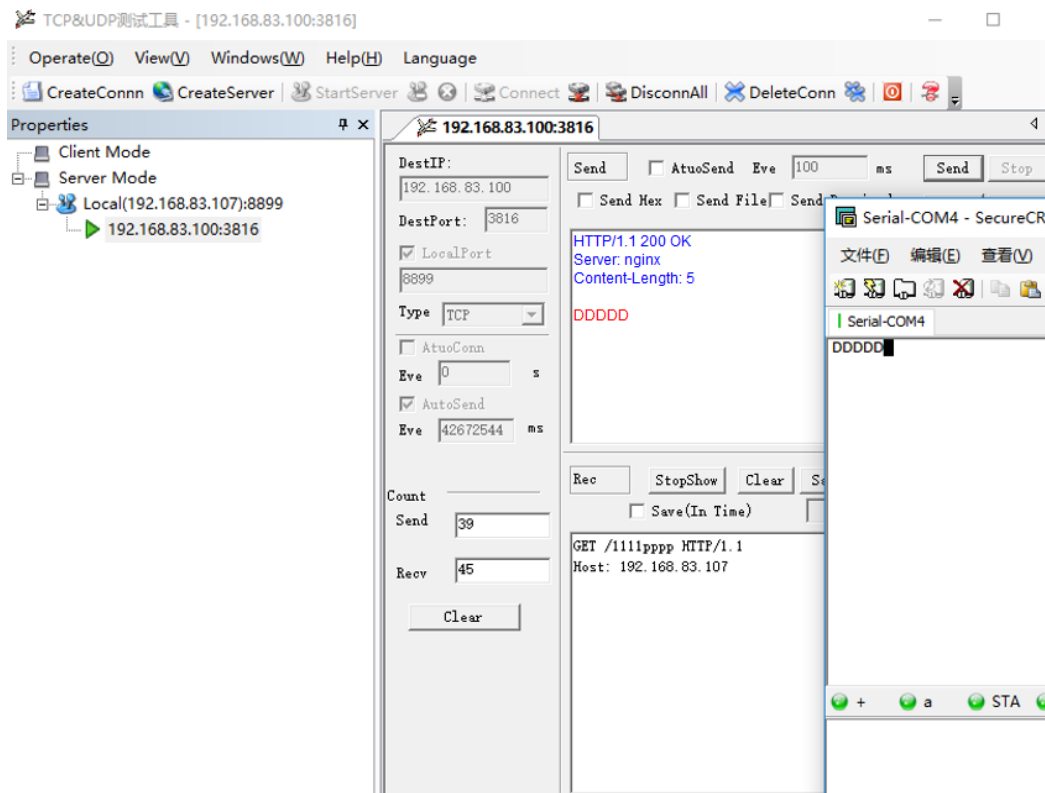 TCP&UDP测试工具 - [192.168.83.100:3816]
Operate(O) View(V) Windows(W) Help(H) Language
CreateConnn CreateServer StartServer Connect DisconnAll DeleteConn
Properties
Client Mode
Server Mode
Local(192.168.83.107):8899
192.168.83.100:3816
192.168.83.100:3816
DestIP:
192.168.83.100
DestPort: 3816
LocalPort
8899
Type TCP
AtuoConn
Eve 0 s
AutoSend
Eve 42672544 ms
Count
Send 39
Recv 45
Clear
Send AtuoSend Eve 100 ms Send Stop
Send Hex Send File Send
HTTP/1.1 200 OK
Server: nginx
Content-Length: 5
DDDDD
Rec StopShow Clear
Save(In Time)
GET /1111pppp HTTP/1.1
Host: 192.168.83.107
Serial-COM4 - SecureCR
文件(F) 编辑(E) 查看(V)
Serial-COM4
DDDDD
+ a STA